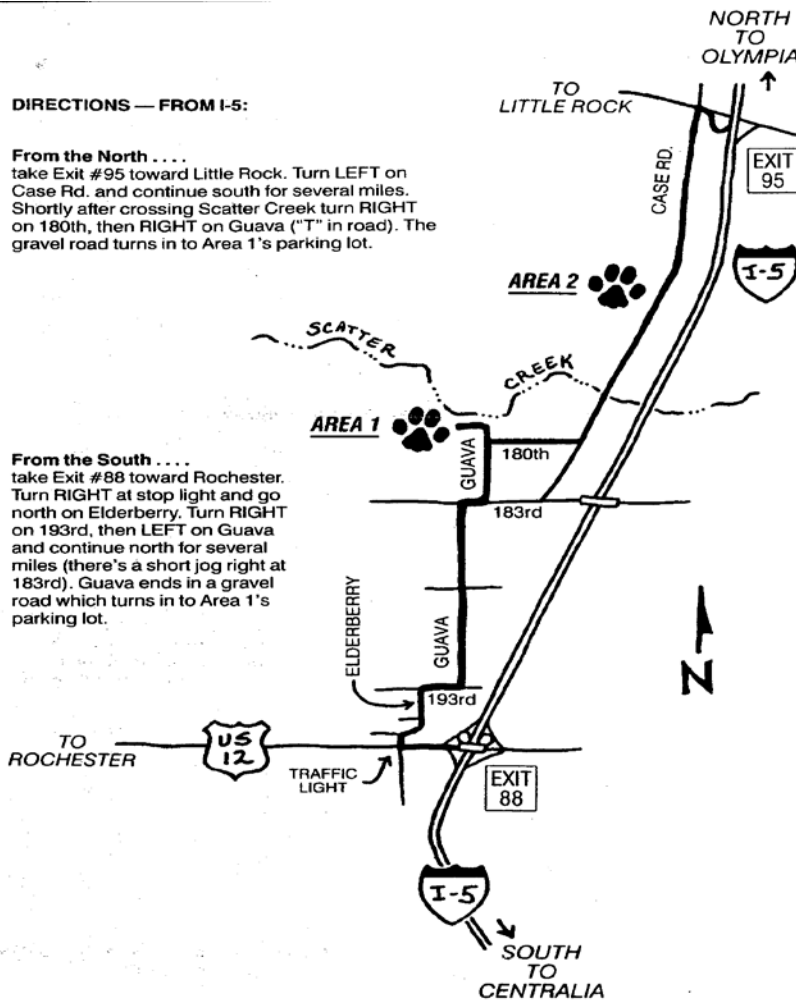 NORTH
TO
OLYMPIA
DIRECTIONS — FROM I-5:
TO
LITTLE ROCK
From the North . . . .
take Exit #95 toward Little Rock. Turn LEFT on
Case Rd. and continue south for several miles.
Shortly after crossing Scatter Creek turn RIGHT
on 180th, then RIGHT on Guava ("T" in road). The
gravel road turns in to Area 1's parking lot.
EXIT
95
CASE RD.
I-5
AREA 2
SCATTER
CREEK
AREA 1
GUAVA
180th
183rd
From the South . . . .
take Exit #88 toward Rochester.
Turn RIGHT at stop light and go
north on Elderberry. Turn RIGHT
on 193rd, then LEFT on Guava
and continue north for several
miles (there's a short jog right at
183rd). Guava ends in a gravel
road which turns in to Area 1's
parking lot.
ELDERBERRY
GUAVA
N
193rd
TO
ROCHESTER
US
12
TRAFFIC
LIGHT
EXIT
88
I-5
SOUTH
TO
CENTRALIA